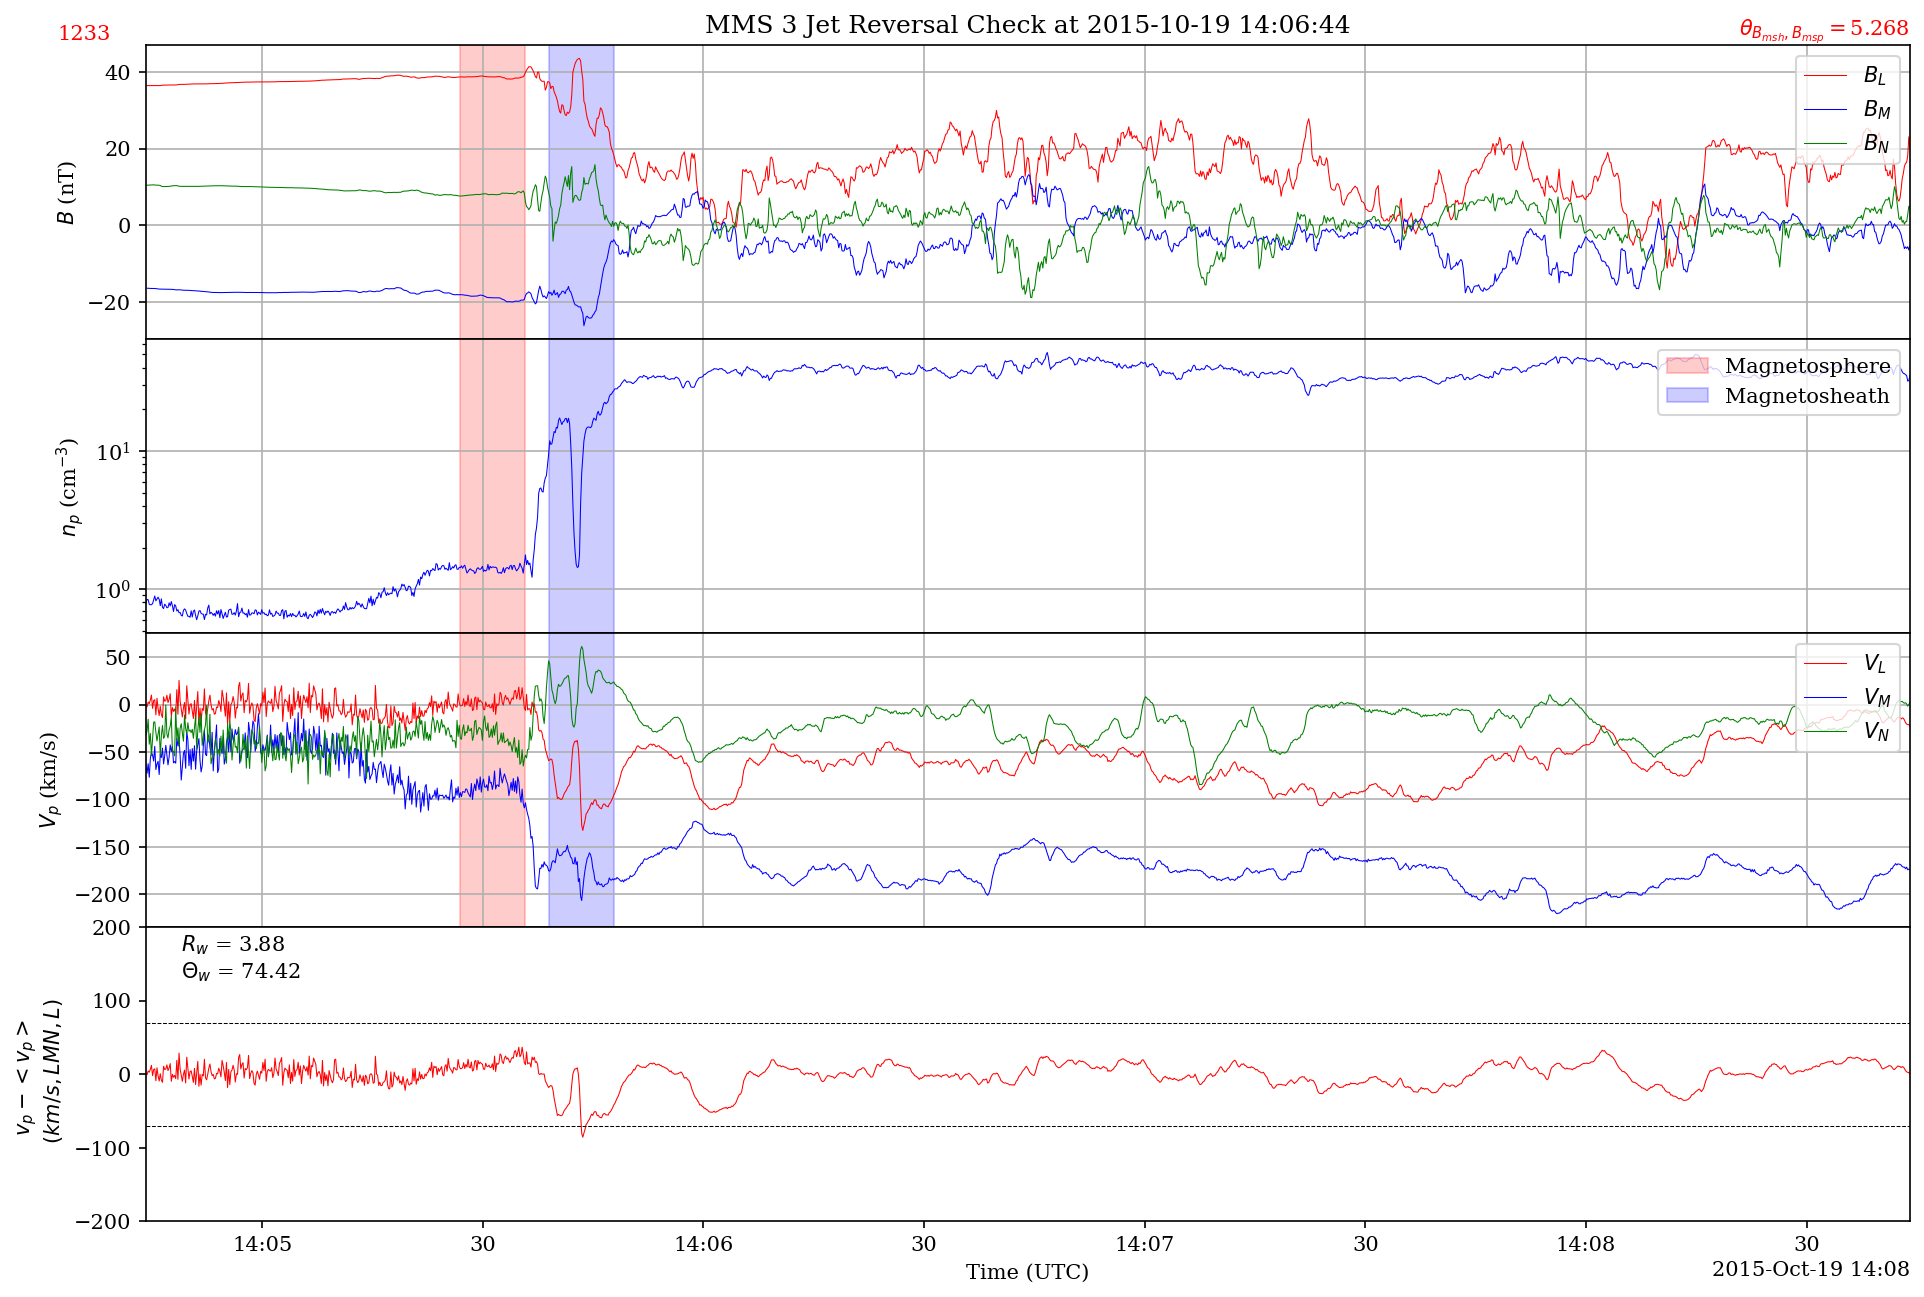 1233
MMS 3 Jet Reversal Check at 2015-10-19 14:06:44
θ_{B_{msh}, B_{msp}} = 5.268
40
20
0
−20
B (nT)
B_L
B_M
B_N
10^1
10^0
n_p (cm^{−3})
Magnetosphere
Magnetosheath
50
0
−50
−100
−150
−200
V_p (km/s)
V_L
V_M
V_N
200
100
0
−100
−200
v_p − <v_p>
(km/s, LMN, L)
R_w = 3.88
Θ_w = 74.42
14:05 30 14:06 30 14:07 30 14:08 30
Time (UTC)
2015-Oct-19 14:08